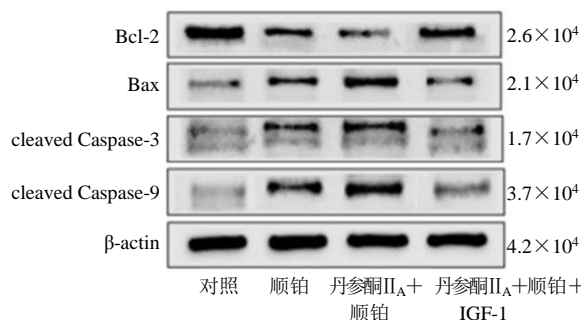 Bcl-2 2.6×10⁴
Bax 2.1×10⁴
cleaved Caspase-3 1.7×10⁴
cleaved Caspase-9 3.7×10⁴
β-actin 4.2×10⁴
对照 顺铂 丹参酮II_A＋ 丹参酮II_A＋顺铂＋
顺铂 IGF-1